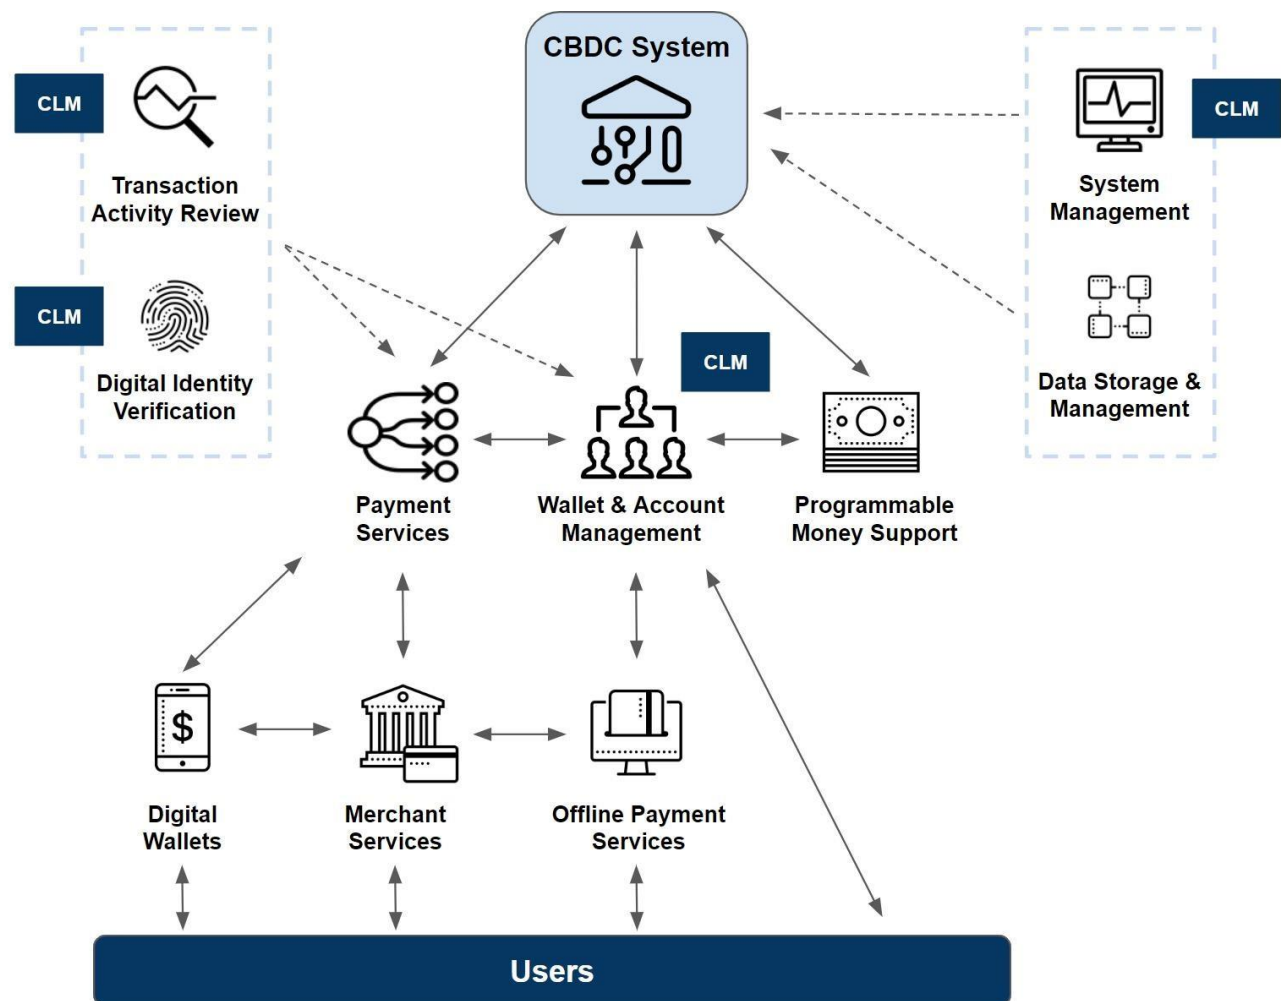 CBDC System
CLM
Transaction
Activity Review
CLM
System
Management
CLM
Digital Identity
Verification
CLM
Data Storage &
Management
Payment
Services
Wallet & Account
Management
Programmable
Money Support
$
Digital
Wallets
Merchant
Services
Offline Payment
Services
Users